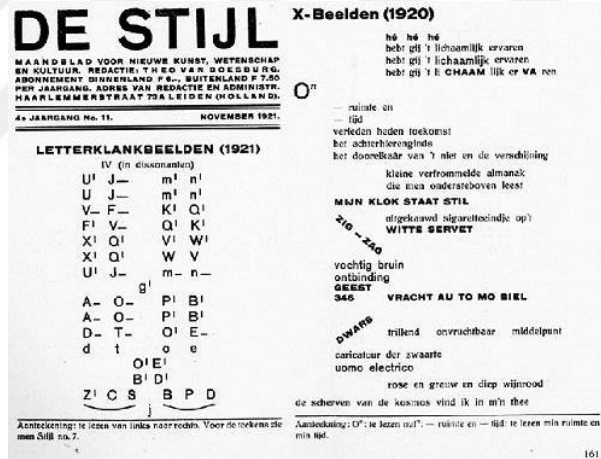 DE STIJL
MAANDBLAD VOOR NIEUWE KUNST, WETENSCHAP
EN KULTUUR. REDACTIE: THEO VAN DOESBURG.
ABONNEMENT BINNENLAND F 6.-, BUITENLAND F 7.50
PER JAARGANG. ADRES VAN REDACTIE EN ADMINISTR.
HAARLEMMERSTRAAT 73A LEIDEN (HOLLAND).
4e JAARGANG No. 11. NOVEMBER 1921.
LETTERKLANKBEELDEN (1921)
IV (in dissonanten)
U' J— m' n'
U J— m' n'
V— F— K' Q'
F' V— Q' K'
X' Q' V' W'
X' Q' W V
U' J— m— n—
g'
A— O— P' B'
A— O— P' B'
D— T— O' E—
d t o e
O' E'
B' D'
Z' C S B P D
j
Aanteekening: te lezen van links naar rechts. Voor de teekens zie
men Stijl no. 7.
X-Beelden (1920)
hé hé hé
hebt gij 't lichaamlijk ervaren
hebt gij 't lichaamlijk ervaren
hebt gij 't li CHAAM lijk er VA ren
Oⁿ
— ruimte en
— tijd
verleden heden toekomst
het achterhierenginds
het doorelkaâr van 't niet en de verschijning
kleine verfrommelde almanak
die men ondersteboven leest
MIJN KLOK STAAT STIL
uitgekauwd sigaretteeindje op't
WITTE SERVET
ZIG – ZAG
vochtig bruin
ontbinding
GEEST
346 VRACHT AU TO MO BIEL
DWARS
trillend onvruchtbaar middelpunt
caricatuur der zwaarte
uomo electrico
rose en grauw en diep wijnrood
de scherven van de kosmos vind ik in m'n thee
Aanteekening: Oⁿ: te lezen nulⁿ; — ruimte en — tijd: te lezen min ruimte en
min tijd.
161